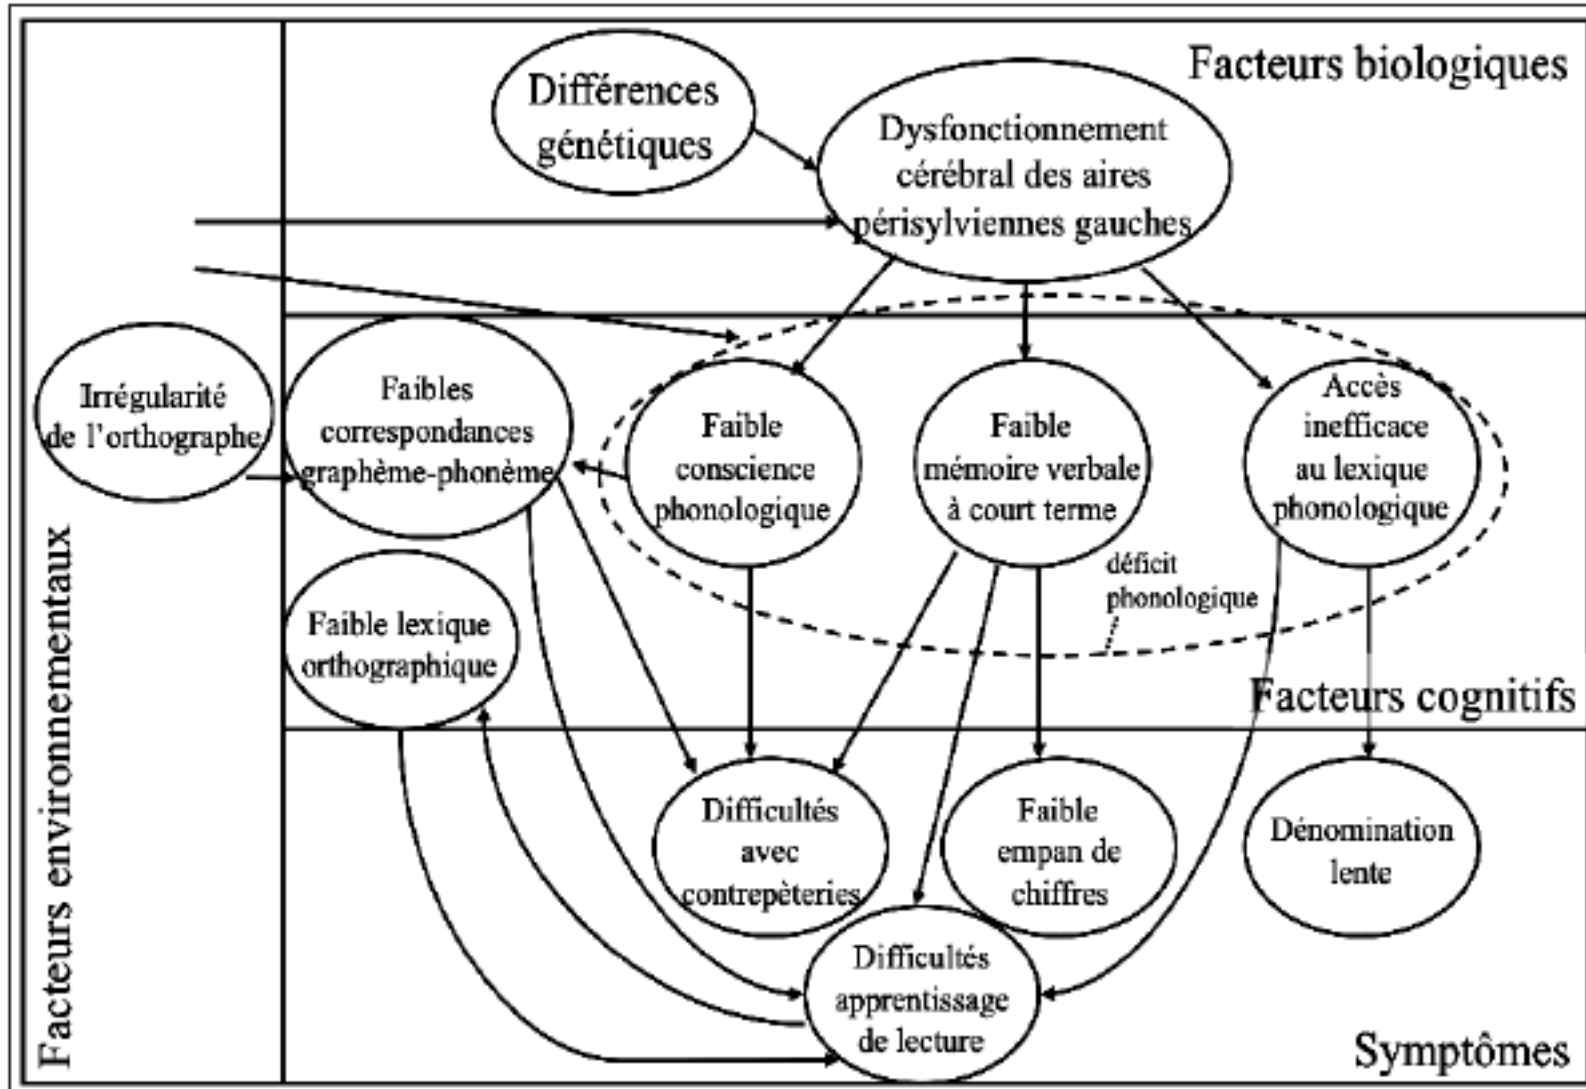 Facteurs biologiques
Différences
génétiques
Dysfonctionnement
cérébral des aires
périsylviennes gauches
Facteurs environnementaux
Irrégularité
de l'orthographe
Faibles
correspondances
graphème-phonème
Faible
conscience
phonologique
Faible
mémoire verbale
à court terme
Accès
inefficace
au lexique
phonologique
déficit
phonologique
Faible lexique
orthographique
Facteurs cognitifs
Difficultés
avec
contrepèteries
Faible
empan de
chiffres
Dénomination
lente
Difficultés
apprentissage
de lecture
Symptômes